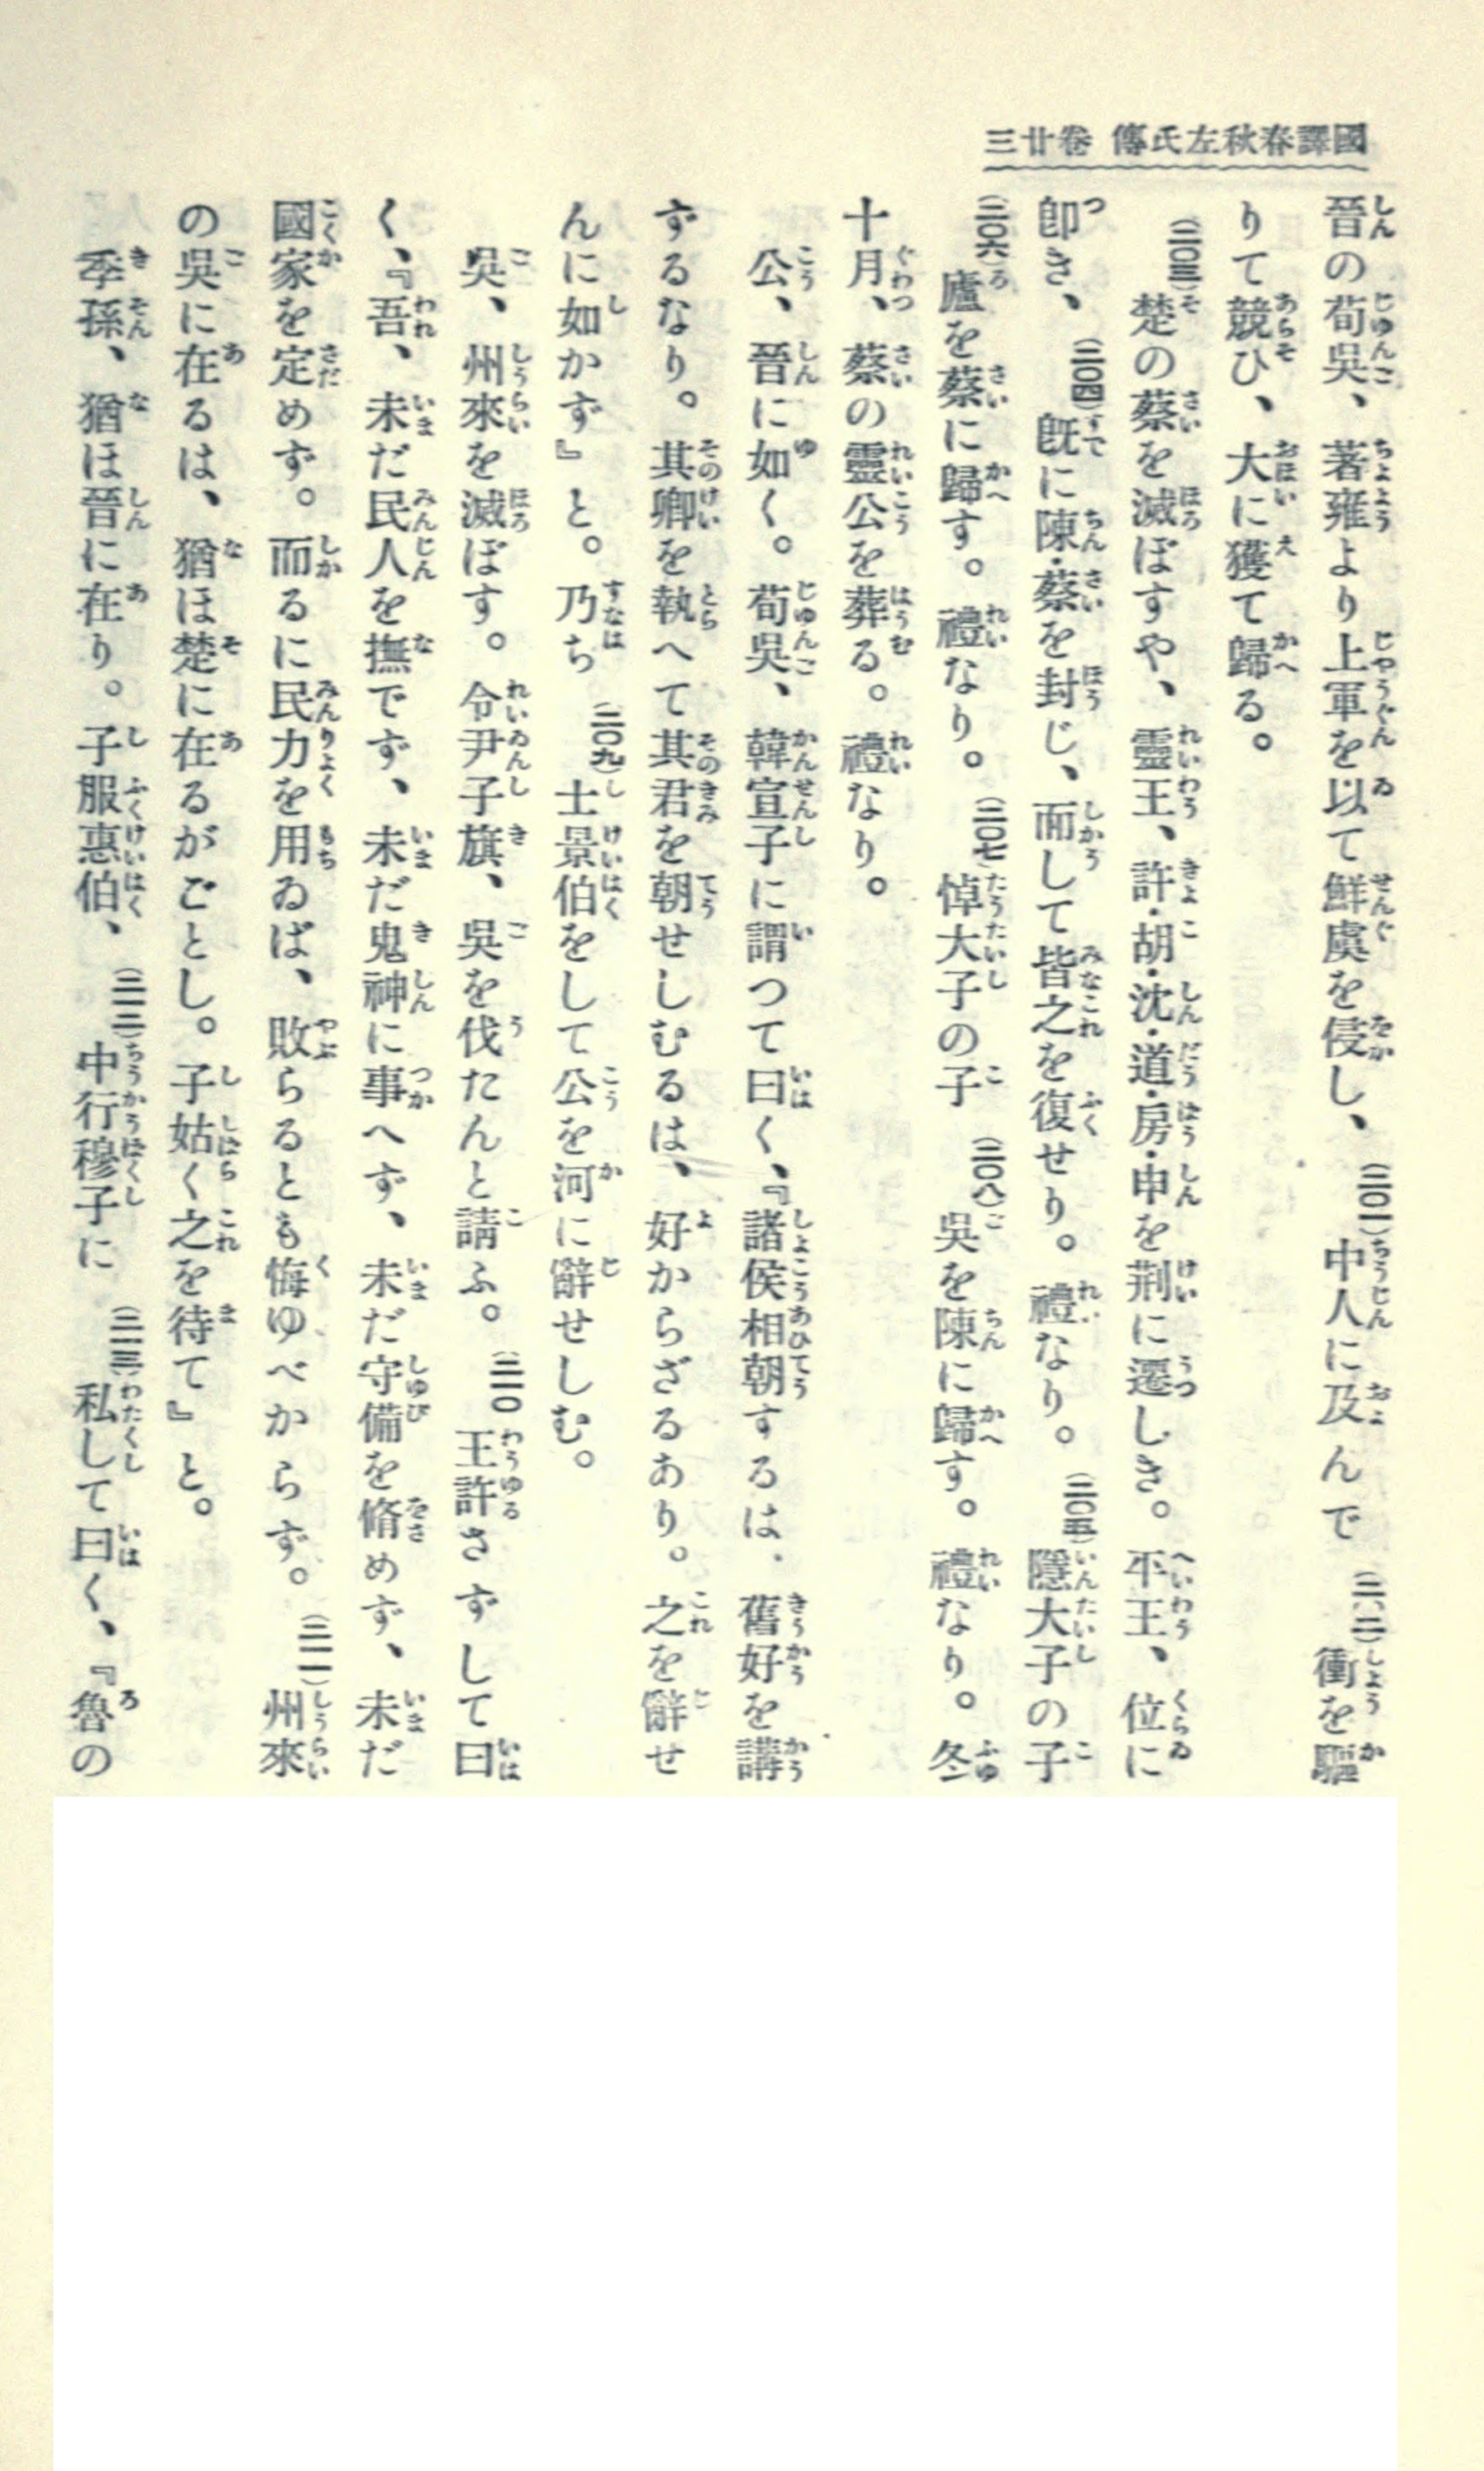 國譯春秋左氏傳 卷廿三
晉の荀吳、著雍より上軍を以て鮮虞を侵し、(二〇一)中人に及んで(二〇二)衝を驅
りて競ひ、大に獲て歸る。
(二〇三)楚の蔡を滅ぼすや、靈王、許・胡・沈・道・房・申を荆に遷しき。平王、位に
卽き、(二〇四)旣に陳・蔡を封じ、而して皆之を復せり。禮なり。(二〇五)隱大子の子
(二〇六)廬を蔡に歸す。禮なり。(二〇七)悼大子の子(二〇八)吳を陳に歸す。禮なり。冬
十月、蔡の靈公を葬る。禮なり。
公、晉に如く。荀吳、韓宣子に謂つて曰く、『諸侯相朝するは、舊好を講
ずるなり。其卿を執へて其君を朝せしむるは、好からざるあり。之を辭せ
んに如かず』と。乃ち(二〇九)士景伯をして公を河に辭せしむ。
吳、州來を滅ぼす。令尹子旗、吳を伐たんと請ふ。(二一〇)王許さずして曰
く、『吾、未だ民人を撫でず、未だ鬼神に事へず、未だ守備を脩めず、未だ
國家を定めず。而るに民力を用ゐば、敗らるとも悔ゆべからず。(二一一)州來
の吳に在るは、猶ほ楚に在るがごとし。子姑く之を待て』と。
季孫、猶ほ晉に在り。子服惠伯、(二一二)中行穆子に(二一三)私して曰く、『魯の